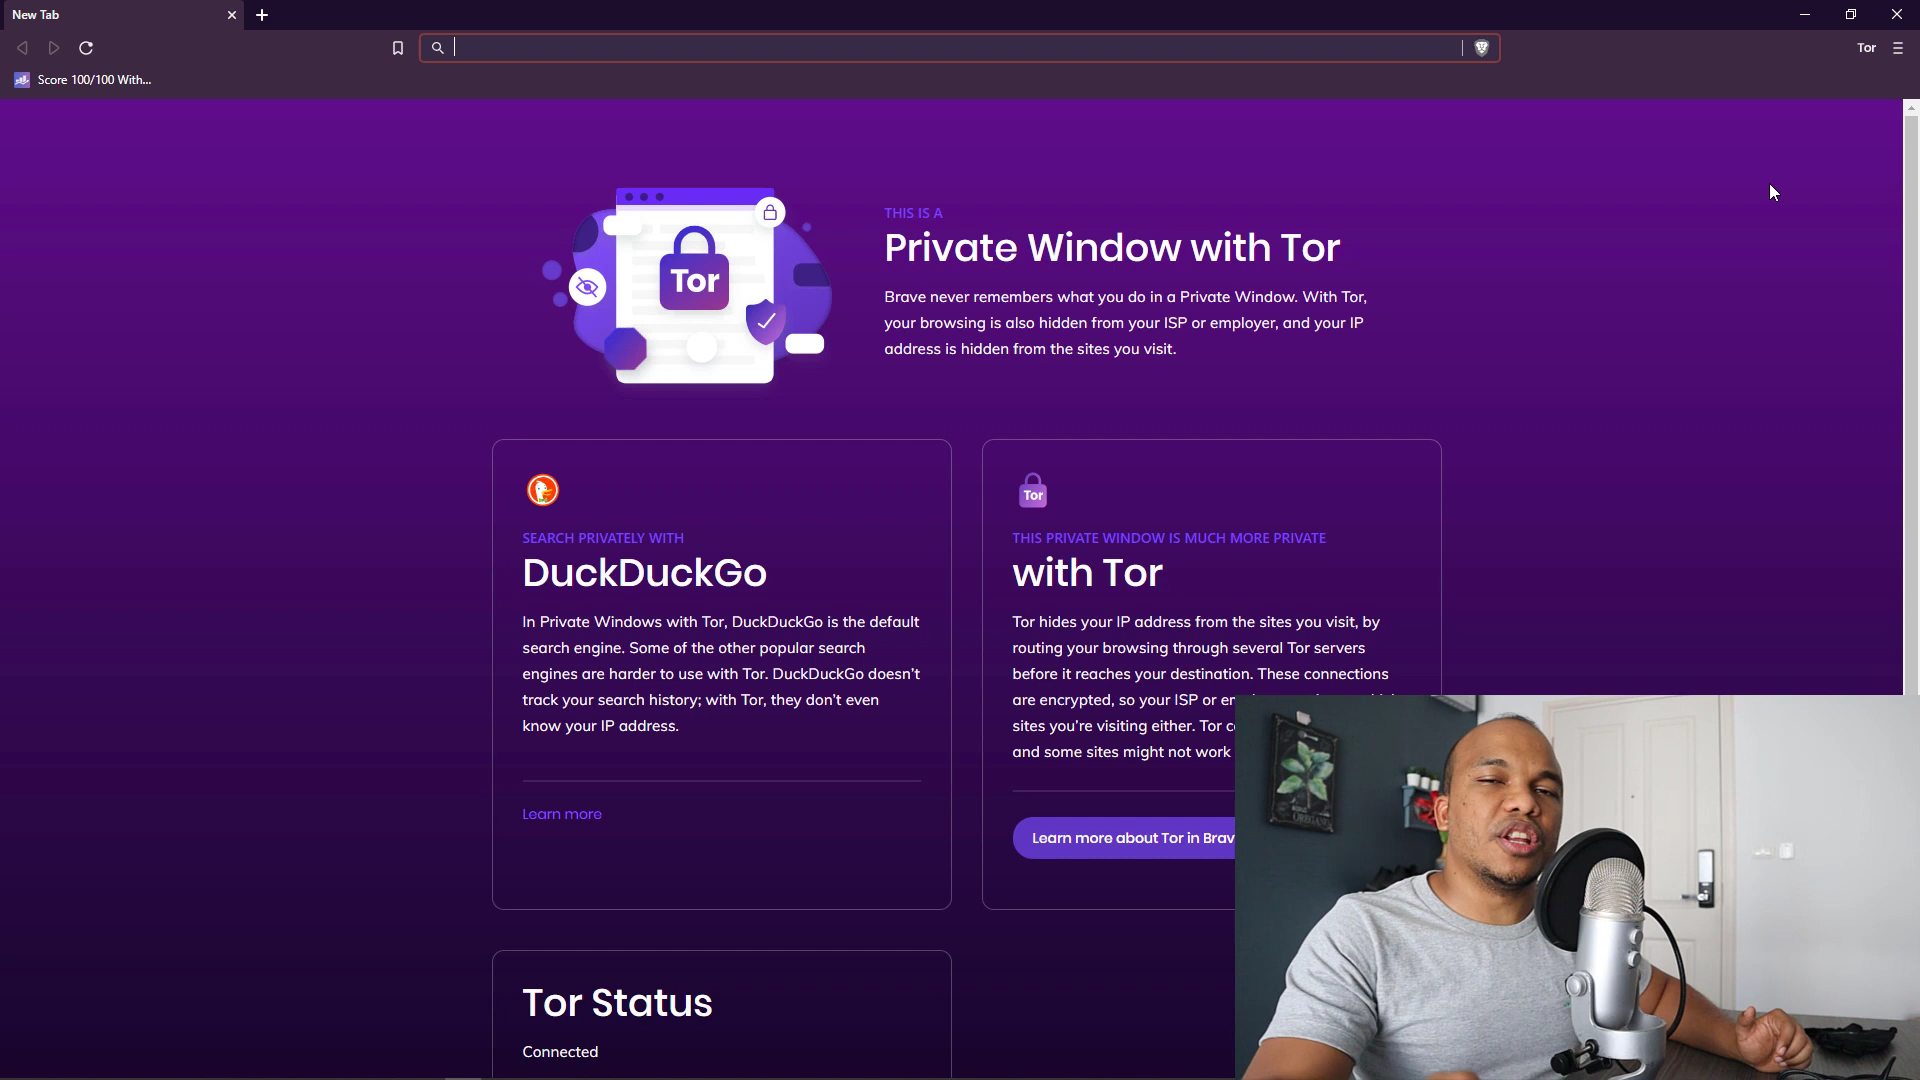 New Tab
Tor
Score 100/100 With...
THIS IS A
Private Window with Tor
Tor
Brave never remembers what you do in a Private Window. With Tor,
your browsing is also hidden from your ISP or employer, and your IP
address is hidden from the sites you visit.
SEARCH PRIVATELY WITH
DuckDuckGo
In Private Windows with Tor, DuckDuckGo is the default
search engine. Some of the other popular search
engines are harder to use with Tor. DuckDuckGo doesn't
track your search history; with Tor, they don't even
know your IP address.
Learn more
Tor
THIS PRIVATE WINDOW IS MUCH MORE PRIVATE
with Tor
Tor hides your IP address from the sites you visit, by
routing your browsing through several Tor servers
before it reaches your destination. These connections
are encrypted, so your ISP or
sites you're visiting either. Tor
and some sites might not work
Learn more about Tor in Brav
OREGANO
Tor Status
Connected